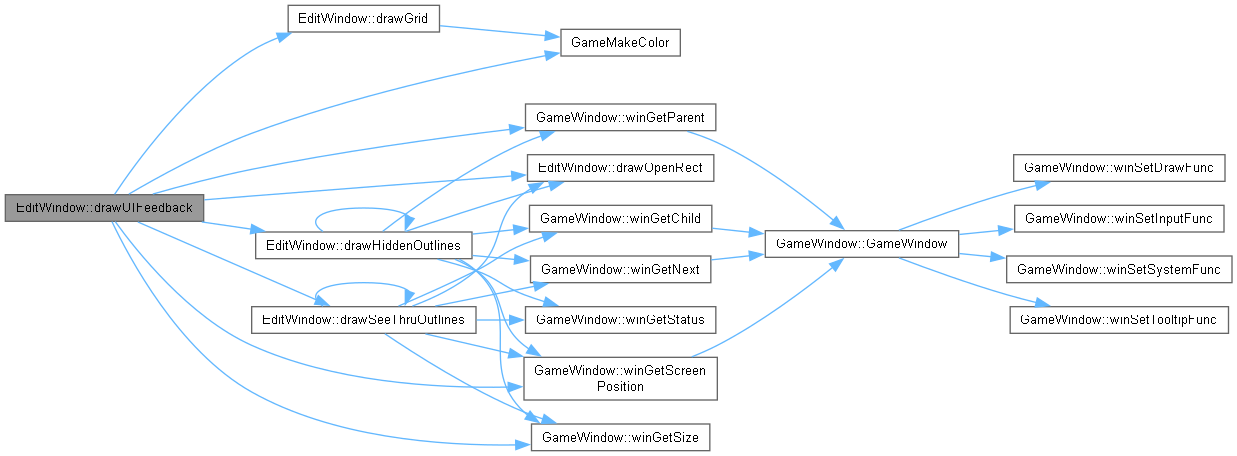 EditWindow::drawGrid
GameMakeColor
GameWindow::winGetParent
EditWindow::drawOpenRect
GameWindow::winSetDrawFunc
EditWindow::drawUIFeedback
GameWindow::winGetChild
GameWindow::winSetInputFunc
EditWindow::drawHiddenOutlines
GameWindow::GameWindow
GameWindow::winGetNext
GameWindow::winSetSystemFunc
EditWindow::drawSeeThruOutlines
GameWindow::winGetStatus
GameWindow::winSetTooltipFunc
GameWindow::winGetScreen
Position
GameWindow::winGetSize